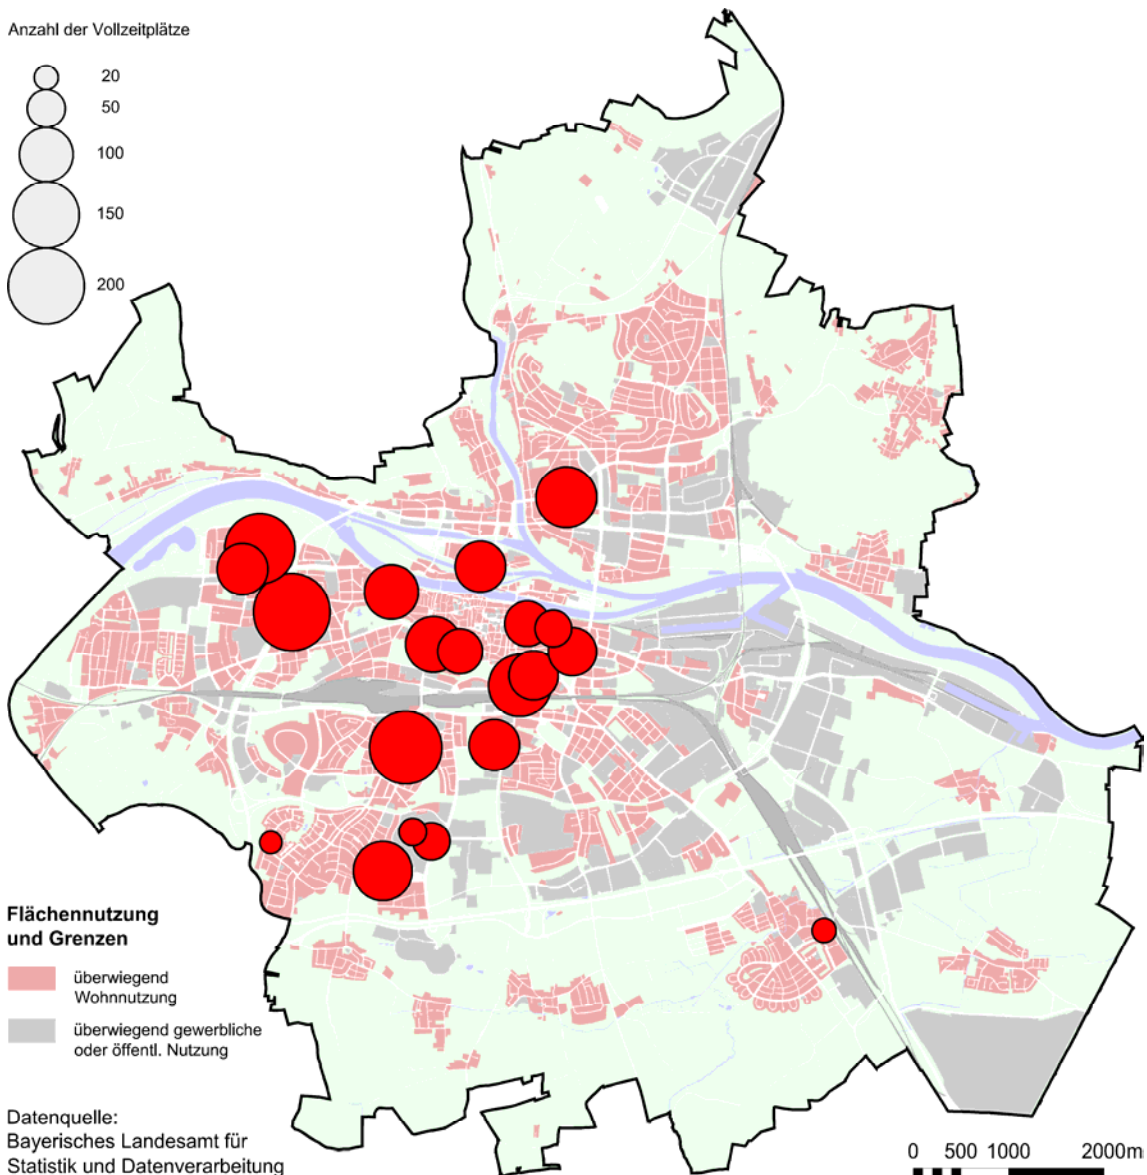 Anzahl der Vollzeitplätze
20
50
100
150
200
Flächennutzung
und Grenzen
überwiegend
Wohnnutzung
überwiegend gewerbliche
oder öffentl. Nutzung
Datenquelle:
Bayerisches Landesamt für
Statistik und Datenverarbeitung
0 500 1000 2000m